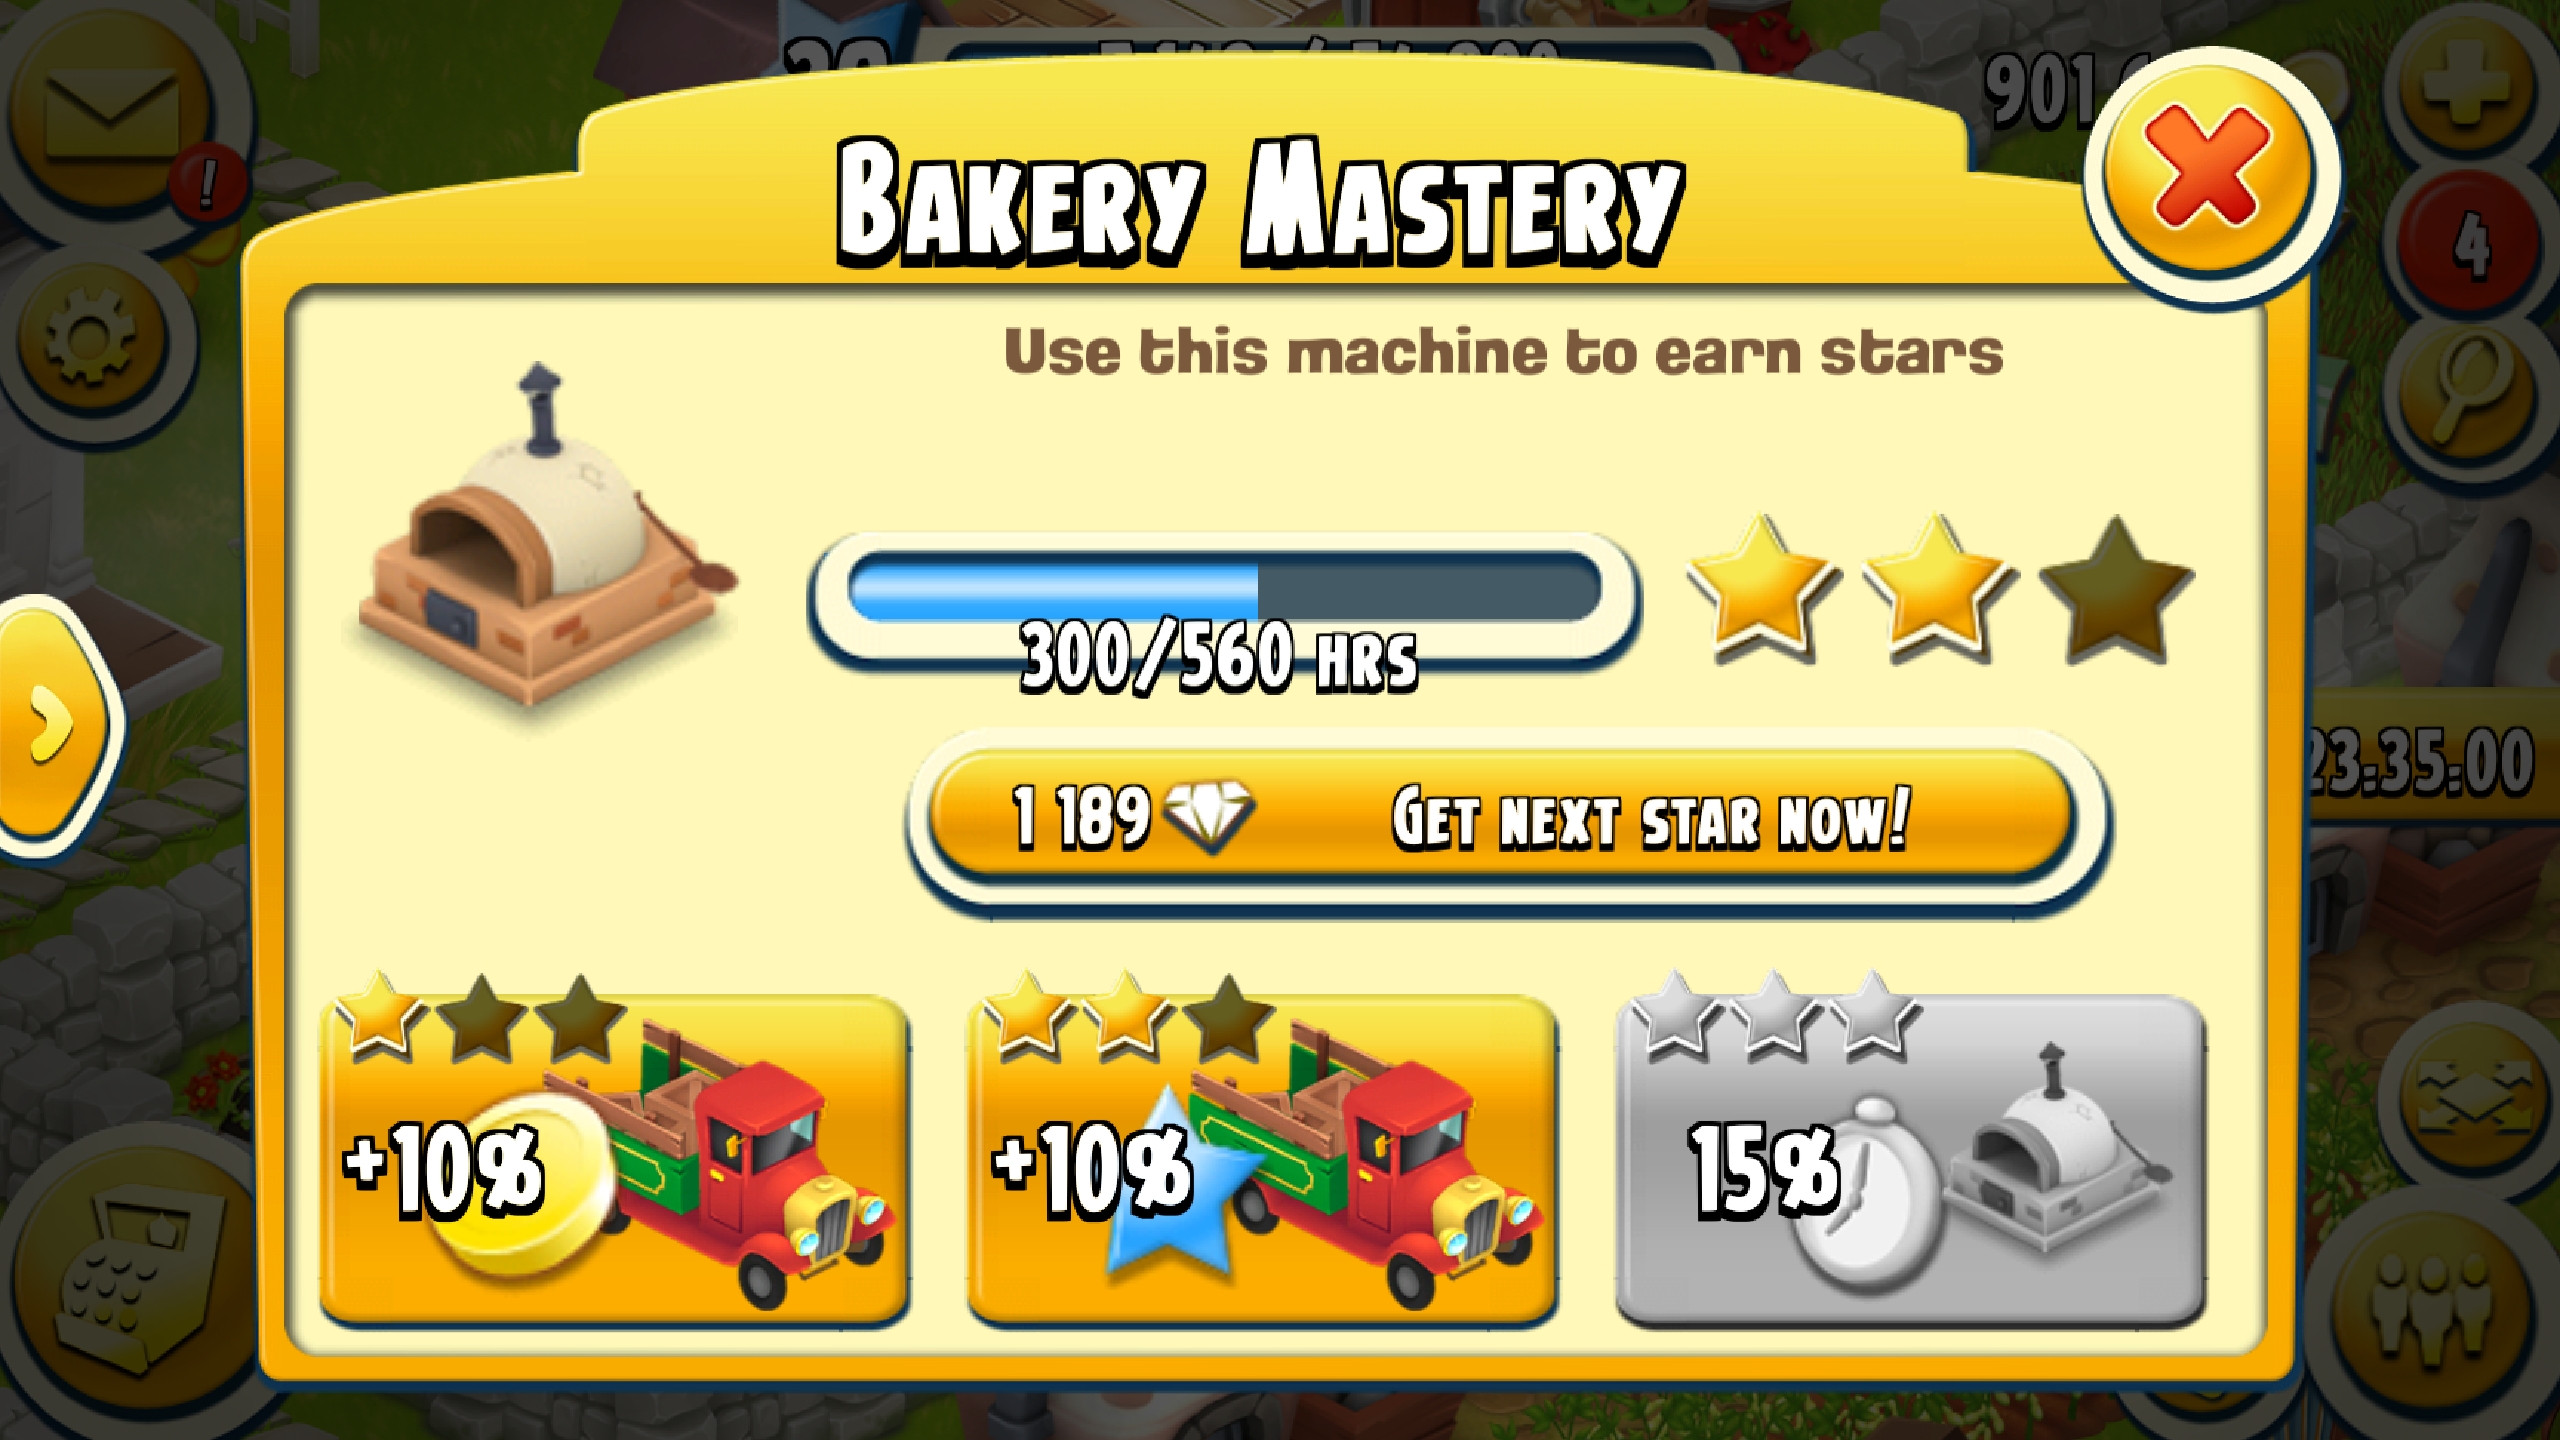 Bakery Mastery
!
4
Use this machine to earn stars
300/560 hrs
23:35:00
1 189 Get next star now!
+10%
+10%
15%